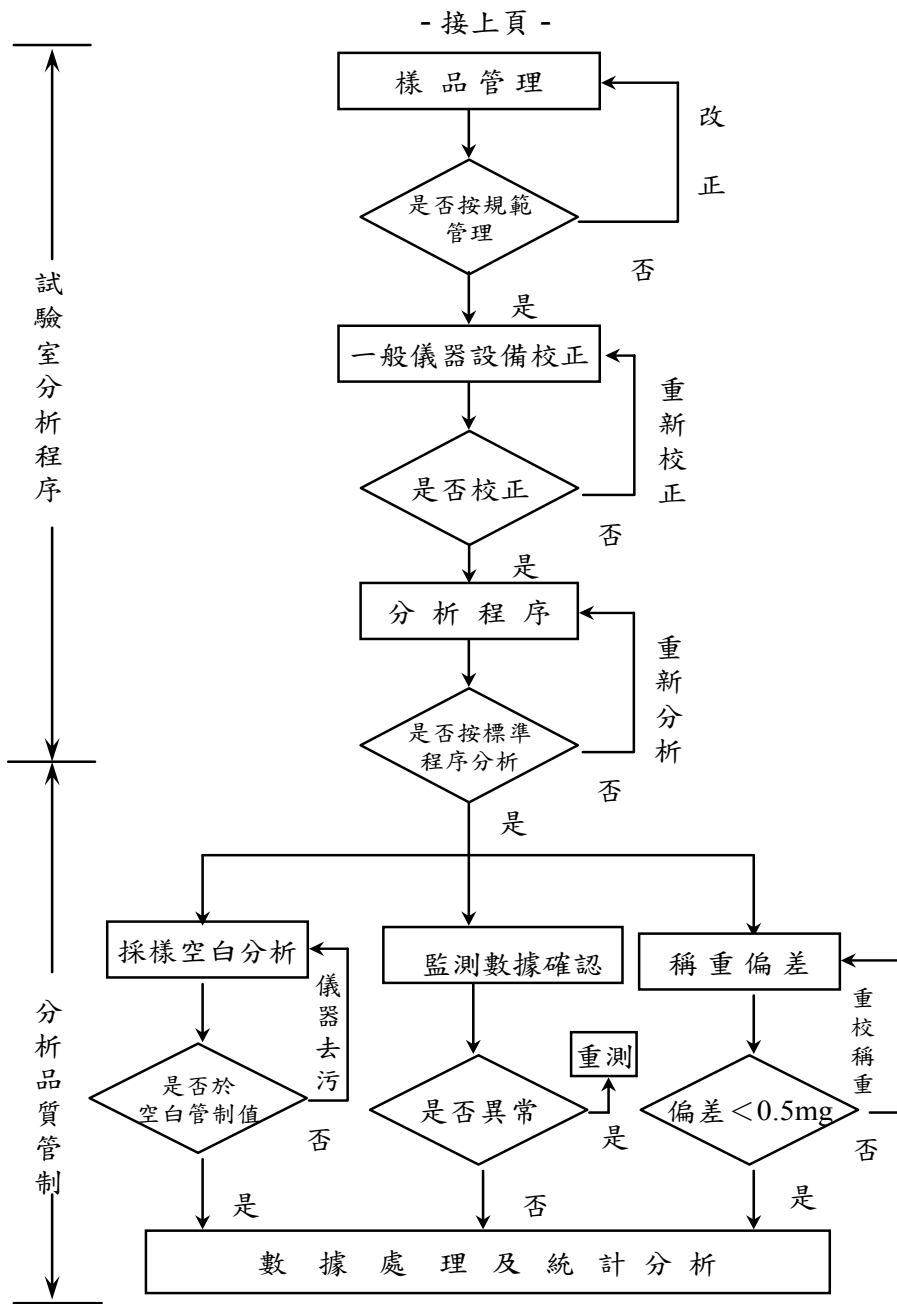 - 接上頁 -
樣品管理
改正
是否按規範
管理
否
是
試驗室分析程序
一般儀器設備校正
重新校正
是否校正
否
是
分析程序
重新分析
是否按標準
程序分析
否
是
採樣空白分析
儀器去污
監測數據確認
稱重偏差
重校稱重
分析品質管制
是否於
空白管制值
否
重測
是否異常
是
偏差＜0.5mg
否
是
否
是
數據處理及統計分析